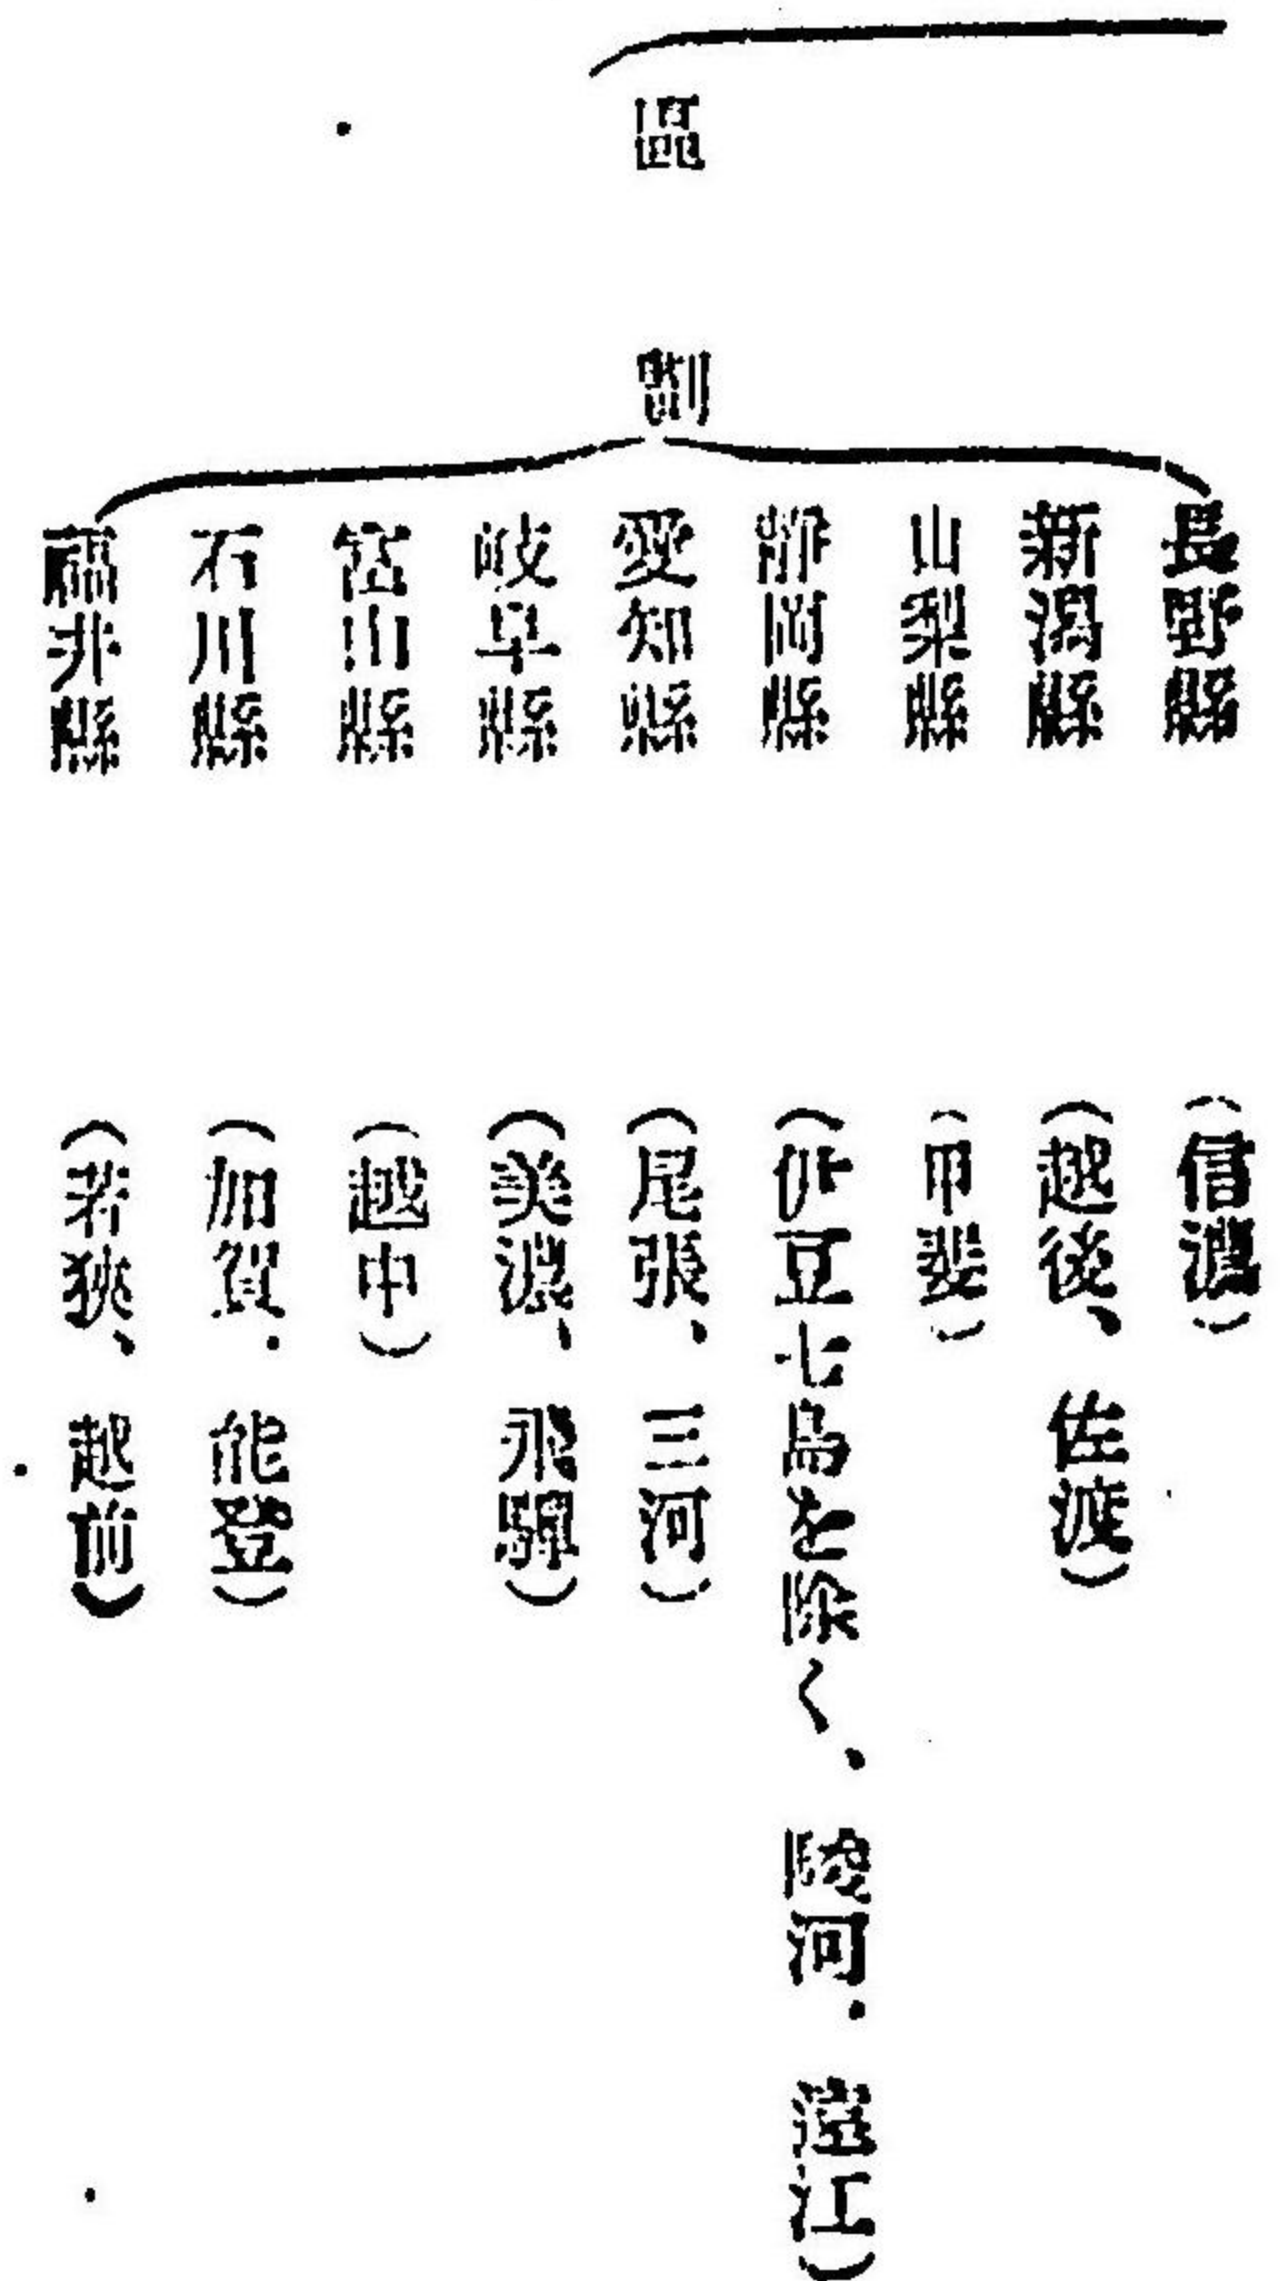 區劃
長野縣 (信濃)
新潟縣 (越後、佐渡)
山梨縣 (甲斐)
靜岡縣 (伊豆七島を除く、駿河、遠江)
愛知縣 (尾張、三河)
岐阜縣 (美濃、飛驒)
富山縣 (越中)
石川縣 (加賀、能登)
福井縣 (若狹、越前)